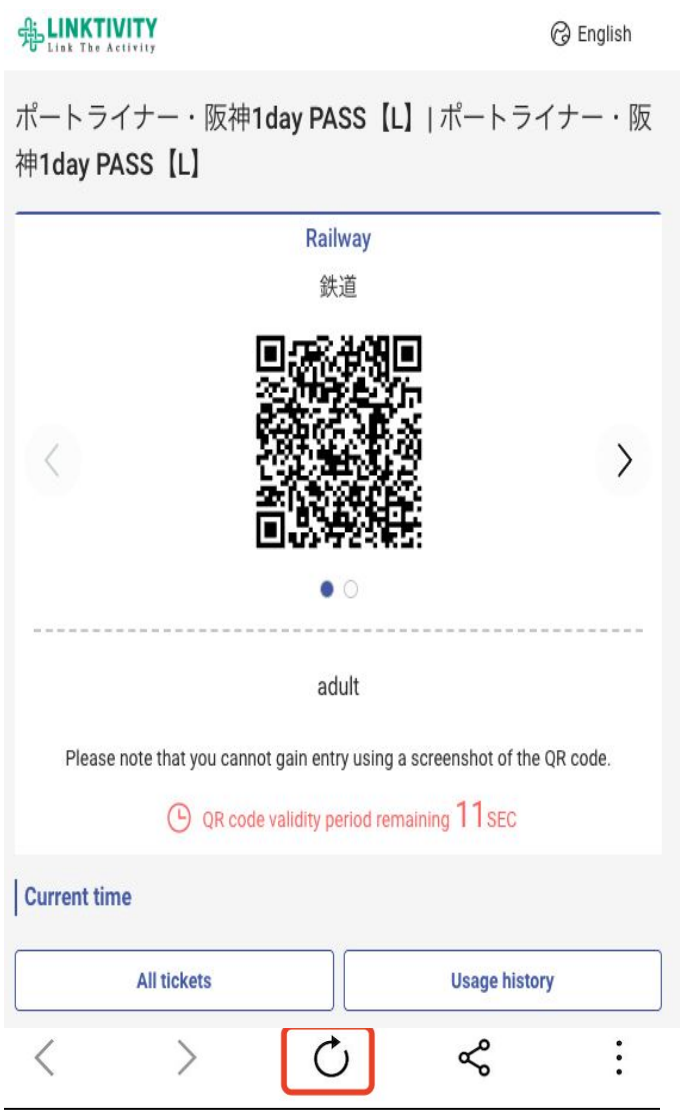 LINKTIVITY
Link The Activity
English
ポートライナー・阪神1day PASS【L】| ポートライナー・阪
神1day PASS【L】
Railway
鉄道
adult
Please note that you cannot gain entry using a screenshot of the QR code.
QR code validity period remaining 11SEC
Current time
All tickets
Usage history